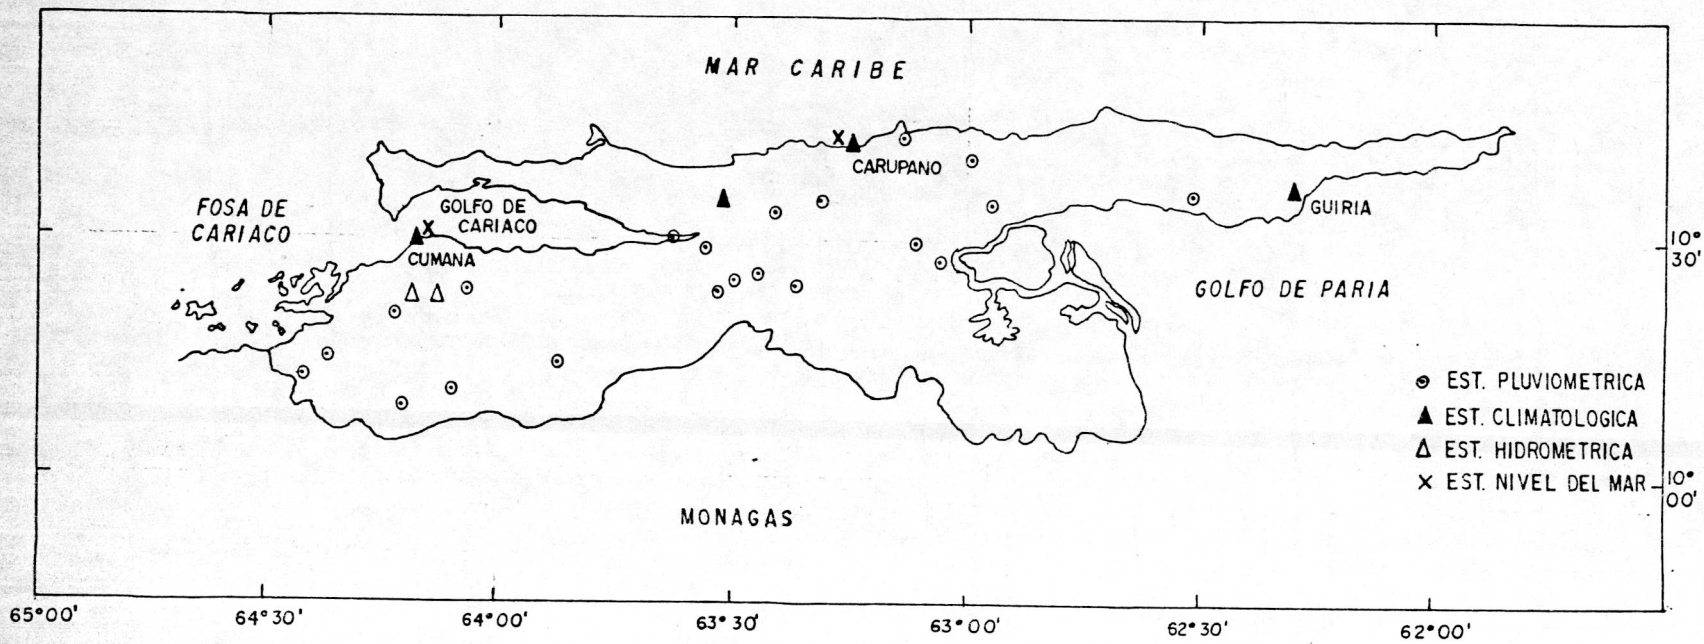 MAR CARIBE
CARUPANO
FOSA DE
CARIACO
GOLFO DE
CARIACO
GUIRIA
CUMANA
10°
30'
GOLFO DE PARIA
EST. PLUVIOMETRICA
EST. CLIMATOLOGICA
EST. HIDROMETRICA
EST. NIVEL DEL MAR
10°
00'
MONAGAS
65°00'
64°30'
64°00'
63°30'
63°00'
62°30'
62°00'